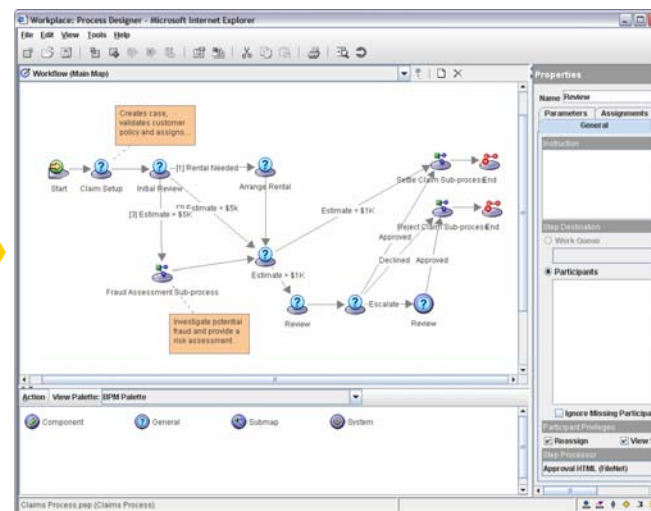 Workplace: Process Designer - Microsoft Internet Explorer
File Edit View Tools Help
Workflow (Main Map)
Properties
Name Review
Parameters Assignments
General
Instruction
Creates case,
validates customer
policy and assigns...
Start
Claim Setup
Initial Review
[1] Rental Needed
Arrange Rental
Settle Claim Sub-process
End
[3] Estimate + $5K
Estimate + $5k
Estimate + $1K
Reject Claim Sub-process
End
Approved
Step Destination
Work Queue
Participants
Fraud Assessment Sub-process
Estimate + $1K
Declined
Approved
Review
Escalate
Review
Investigate potential
fraud and provide a
risk assessment
Action View Palette: BPM Palette
Component
General
Submap
System
Ignore Missing Participa
Participant Privileges
Reassign
View
Step Processor
Approval HTML (FileNet)
Claims Process.pep (Claims Process)